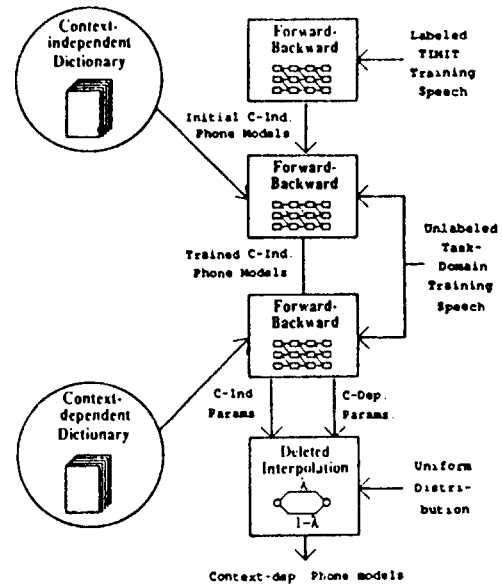 Context-
independent
Dictionary
Forward-
Backward
Labeled
TIMIT
Training
Speech
Initial C-Ind.
Phone Models
Forward-
Backward
Unlabeled
Task-
Domain
Training
Speech
Trained C-Ind.
Phone Models
Forward-
Backward
Context-
dependent
Dictionary
C-Ind
Params
C-Dep.
Params.
Deleted
Interpolation
λ
1-λ
Uniform
Distri-
bution
Context-dep Phone models